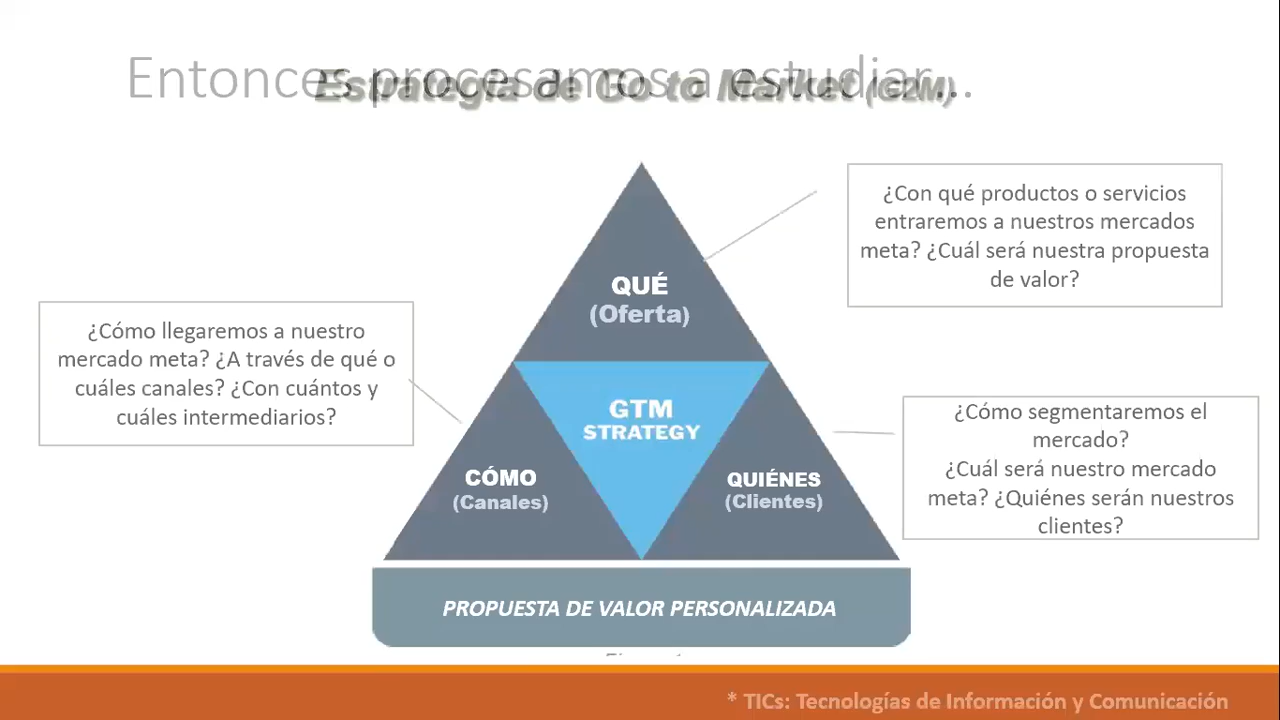 Entonces procesamos a estudiar...
Estrategia de Go to Market (G2M)
¿Con qué productos o servicios
entraremos a nuestros mercados
meta? ¿Cuál será nuestra propuesta
de valor?
QUÉ
(Oferta)
¿Cómo llegaremos a nuestro
mercado meta? ¿A través de qué o
cuáles canales? ¿Con cuántos y
cuáles intermediarios?
GTM
STRATEGY
¿Cómo segmentaremos el
mercado?
¿Cuál será nuestro mercado
meta? ¿Quiénes serán nuestros
clientes?
CÓMO
(Canales)
QUIÉNES
(Clientes)
PROPUESTA DE VALOR PERSONALIZADA
* TICs: Tecnologías de Información y Comunicación